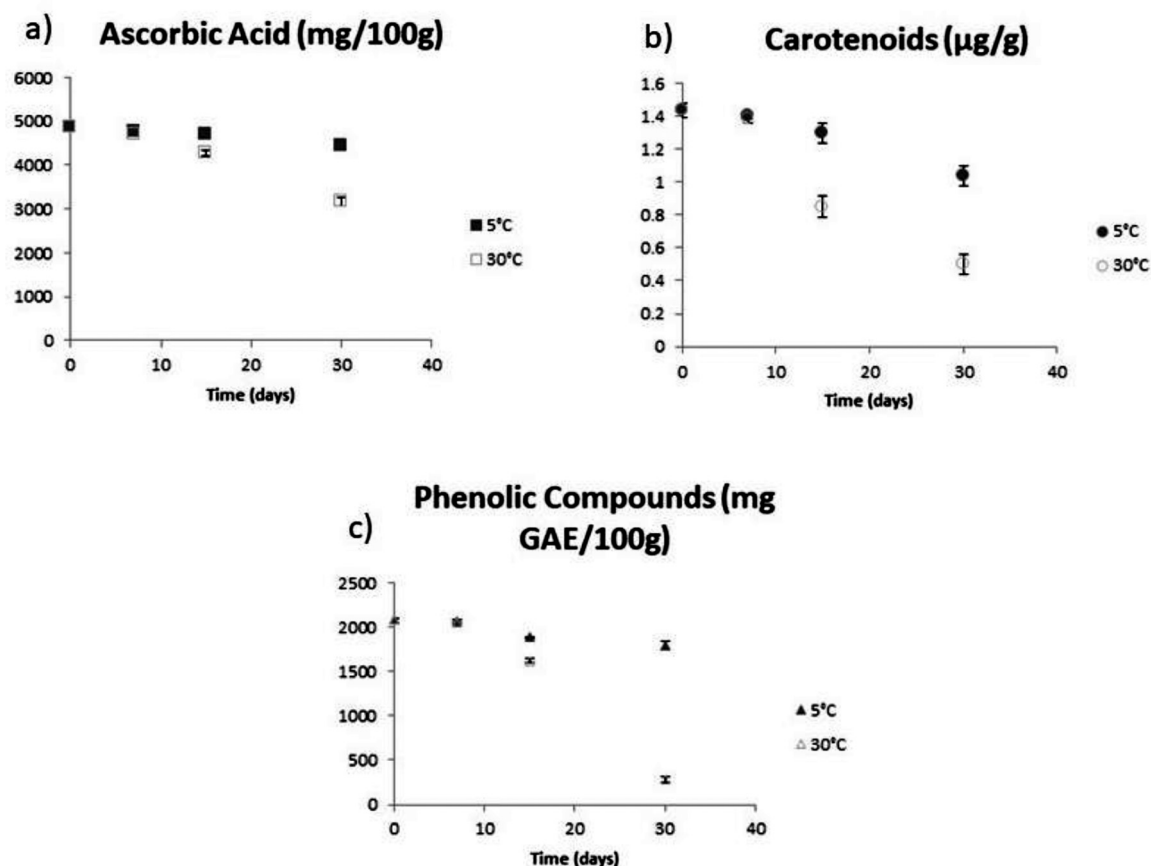 a)
Ascorbic Acid (mg/100g)
6000
5000
4000
3000
2000
1000
0
0 10 20 30 40
Time (days)
5°C
30°C
b)
Carotenoids (µg/g)
1.6
1.4
1.2
1
0.8
0.6
0.4
0.2
0
0 10 20 30 40
Time (days)
5°C
30°C
c)
Phenolic Compounds (mg
GAE/100g)
2500
2000
1500
1000
500
0
0 10 20 30 40
Time (days)
5°C
30°C